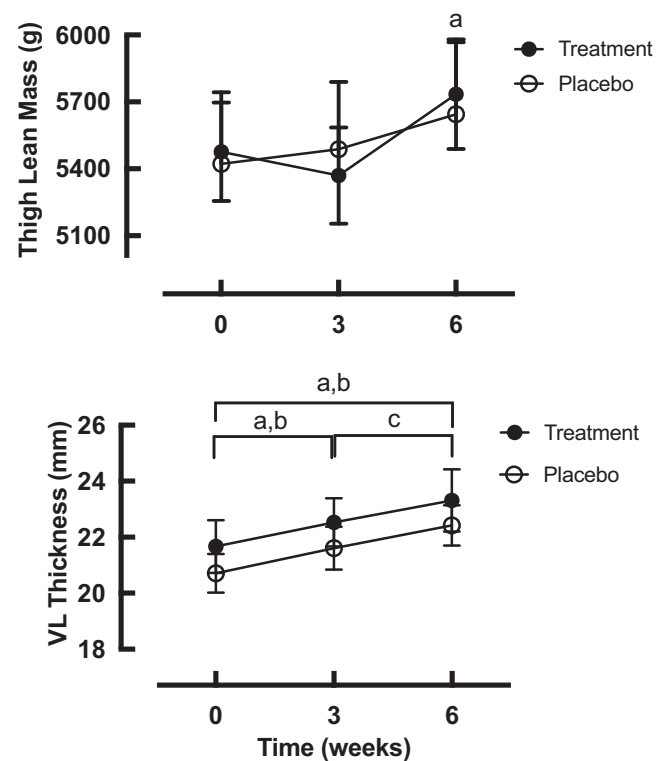 a
6000
5700
5400
5100
Thigh Lean Mass (g)
Treatment
Placebo
0 3 6
a,b
a,b c
26
24
22
20
18
VL Thickness (mm)
Treatment
Placebo
0 3 6
Time (weeks)